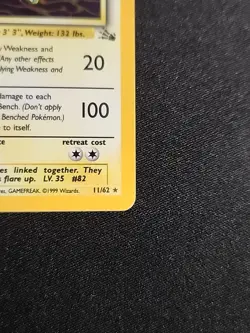 3' 3", Weight: 132 lbs.
Weakness and
Any other effects
lying Weakness and
20
damage to each
Bench. (Don't apply
Benched Pokémon.)
to itself.
100
retreat cost
es linked together. They
s flare up. LV. 35 #82
es, GAMEFREAK. ©1999 Wizards. 11/62 ★